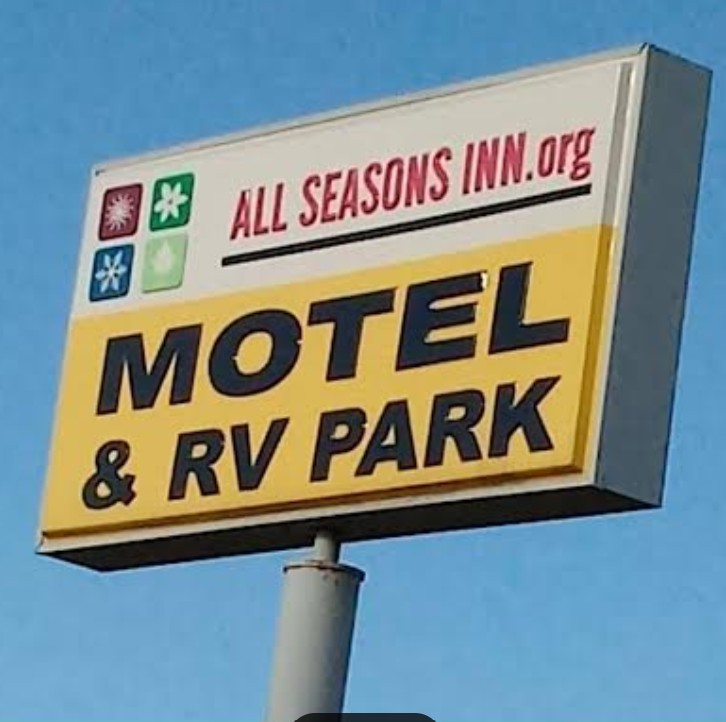 ALL SEASONS INN.org
MOTEL
& RV PARK